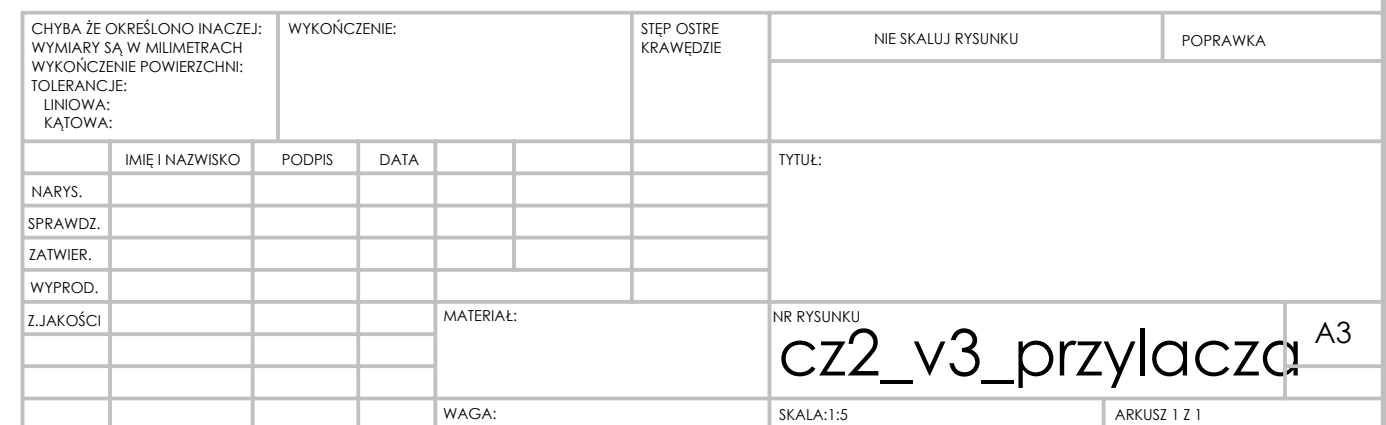 CHYBA ŻE OKREŚLONO INACZEJ:
WYMIARY SĄ W MILIMETRACH
WYKOŃCZENIE POWIERZCHNI:
TOLERANCJE:
LINIOWA:
KĄTOWA:
WYKOŃCZENIE:
STĘP OSTRE
KRAWĘDZIE
NIE SKALUJ RYSUNKU
POPRAWKA
IMIĘ I NAZWISKO
PODPIS
DATA
TYTUŁ:
NARYS.
SPRAWDZ.
ZATWIER.
WYPROD.
Z.JAKOŚCI
MATERIAŁ:
NR RYSUNKU
cz2_v3_przylacza
A3
WAGA:
SKALA:1:5
ARKUSZ 1 Z 1